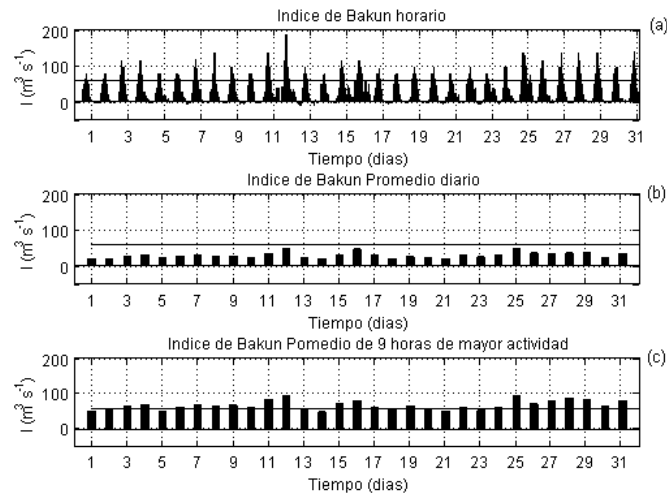 Indice de Bakun horario
(a)
200
100
0
I (m³ s⁻¹)
1 3 5 7 9 11 13 15 17 19 21 23 25 27 29 31
Tiempo (dias)
Indice de Bakun Promedio diario
(b)
200
100
0
I (m³ s⁻¹)
1 3 5 7 9 11 13 15 17 19 21 23 25 27 29 31
Tiempo (dias)
Indice de Bakun Pomedio de 9 horas de mayor actividad
(c)
200
100
0
I (m³ s⁻¹)
1 3 5 7 9 11 13 15 17 19 21 23 25 27 29 31
Tiempo (dias)